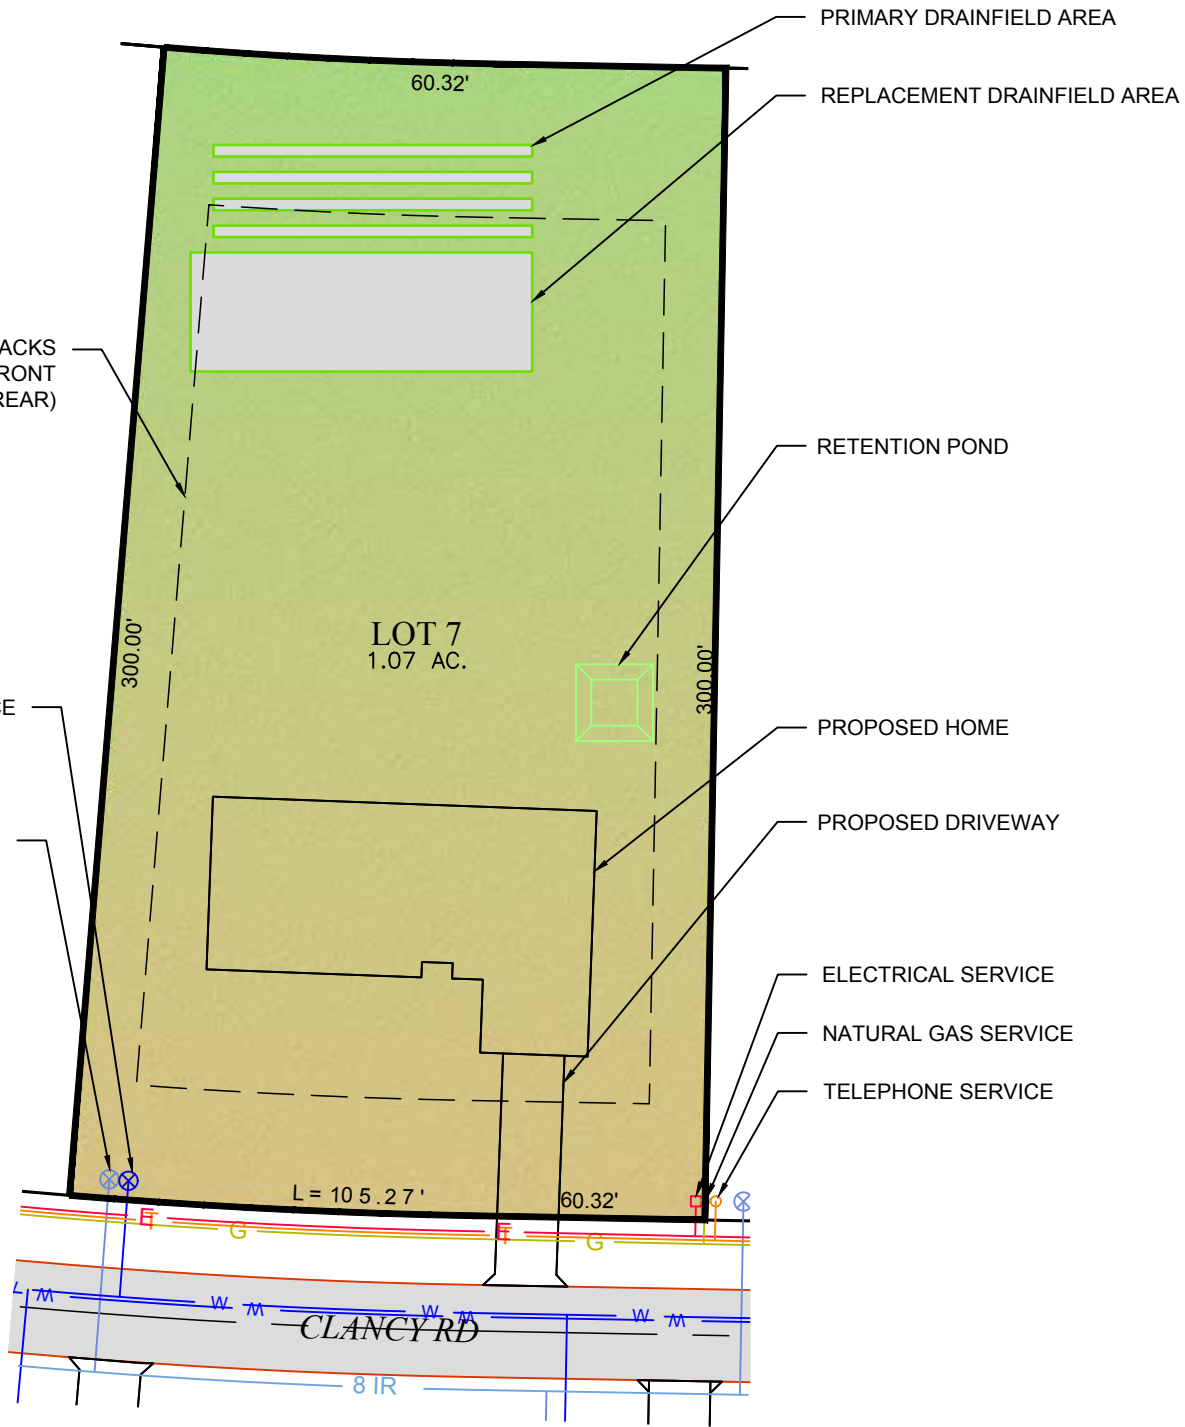 PRIMARY DRAINFIELD AREA
60.32'
REPLACEMENT DRAINFIELD AREA
ACKS
RONT
REAR)
RETENTION POND
LOT 7
1.07 AC.
300.00'
300.00'
CE
PROPOSED HOME
PROPOSED DRIVEWAY
ELECTRICAL SERVICE
NATURAL GAS SERVICE
TELEPHONE SERVICE
L = 105.27'
60.32'
E
T
G
E
T
G
W W W W W W W
CLANCY RD
8 IR